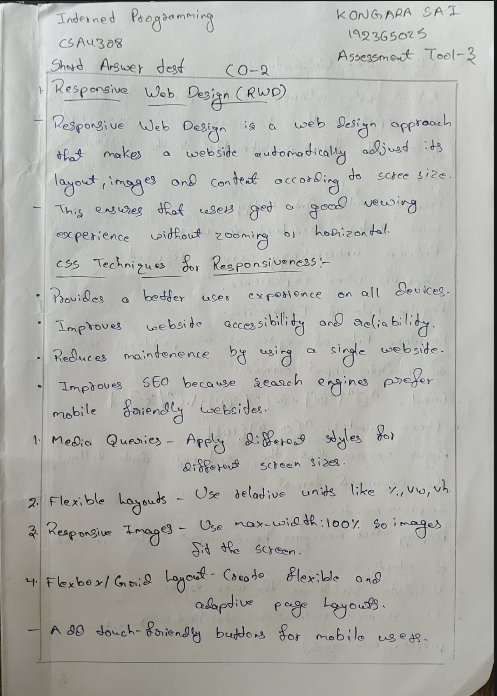 Interned Programming
KONGARA SAI
CSA4308
192365025
Assessment Tool-3
Short Answer test CO-2
1. Responsive Web Design (RWD)
- Responsive Web Design is a web design approach
that makes a website automatically adjust its
layout, images and content according to scree size.
- This ensures that users get a good vewing
experience without zooming or horizontal.
CSS Techniques for Responsiveness:-
• Provides a better user experience on all devices.
• Improves website accessibility and reliability.
• Reduces maintenence by using a single website.
• Improves SEO because search engines prefer
mobile friendly websites.
1. Media Queries - Apply different styles for
different screen sizes.
2. Flexible Layouts - Use relative units like %, vw, vh
3. Responsive Images - Use max-width:100% so images
fit the screen.
4. Flexbox/Grid Layout - Create flexible and
adaptive page layouts.
- Add touch-friendly buttons for mobile users.